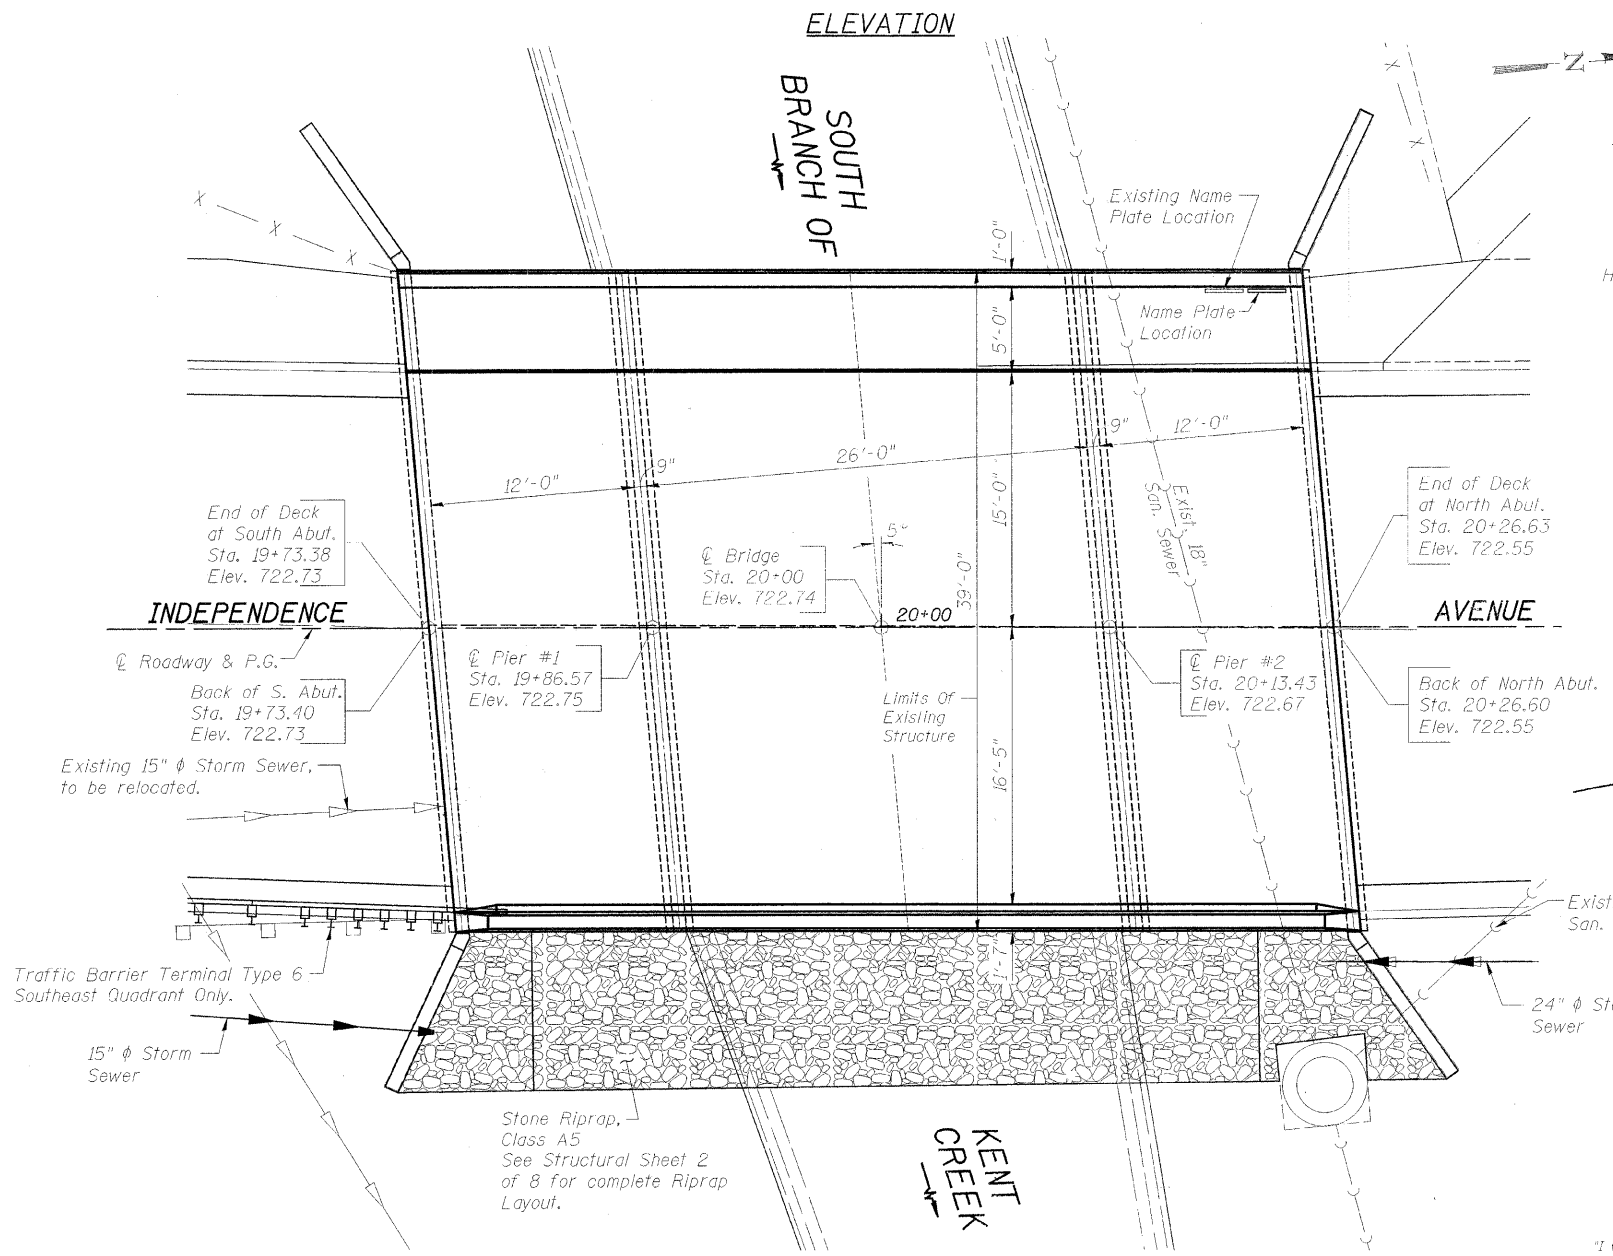 ELEVATION
Z
SOUTH
BRANCH OF
Existing Name
Plate Location
1'-0"
5'-0"
Name Plate
Location
X
X
X
X
X
H
12'-0"
9"
26'-0"
9"
12'-0"
15'-0"
Exist. 18"
San. Sewer
5°
39'-0"
End of Deck
at South Abut.
Sta. 19+73.38
Elev. 722.73
℄ Bridge
Sta. 20+00
Elev. 722.74
20+00
End of Deck
at North Abut.
Sta. 20+26.63
Elev. 722.55
INDEPENDENCE
AVENUE
℄ Roadway & P.G.
Back of S. Abut.
Sta. 19+73.40
Elev. 722.73
℄ Pier #1
Sta. 19+86.57
Elev. 722.75
Limits Of
Existing
Structure
℄ Pier #2
Sta. 20+13.43
Elev. 722.67
Back of North Abut.
Sta. 20+26.60
Elev. 722.55
Existing 15" ϕ Storm Sewer,
to be relocated.
16'-5"
1'-7"
Traffic Barrier Terminal Type 6
Southeast Quadrant Only.
15" ϕ Storm
Sewer
Exist
San.
24" ϕ St
Sewer
Stone Riprap,
Class A5
See Structural Sheet 2
of 8 for complete Riprap
Layout.
KENT
CREEK